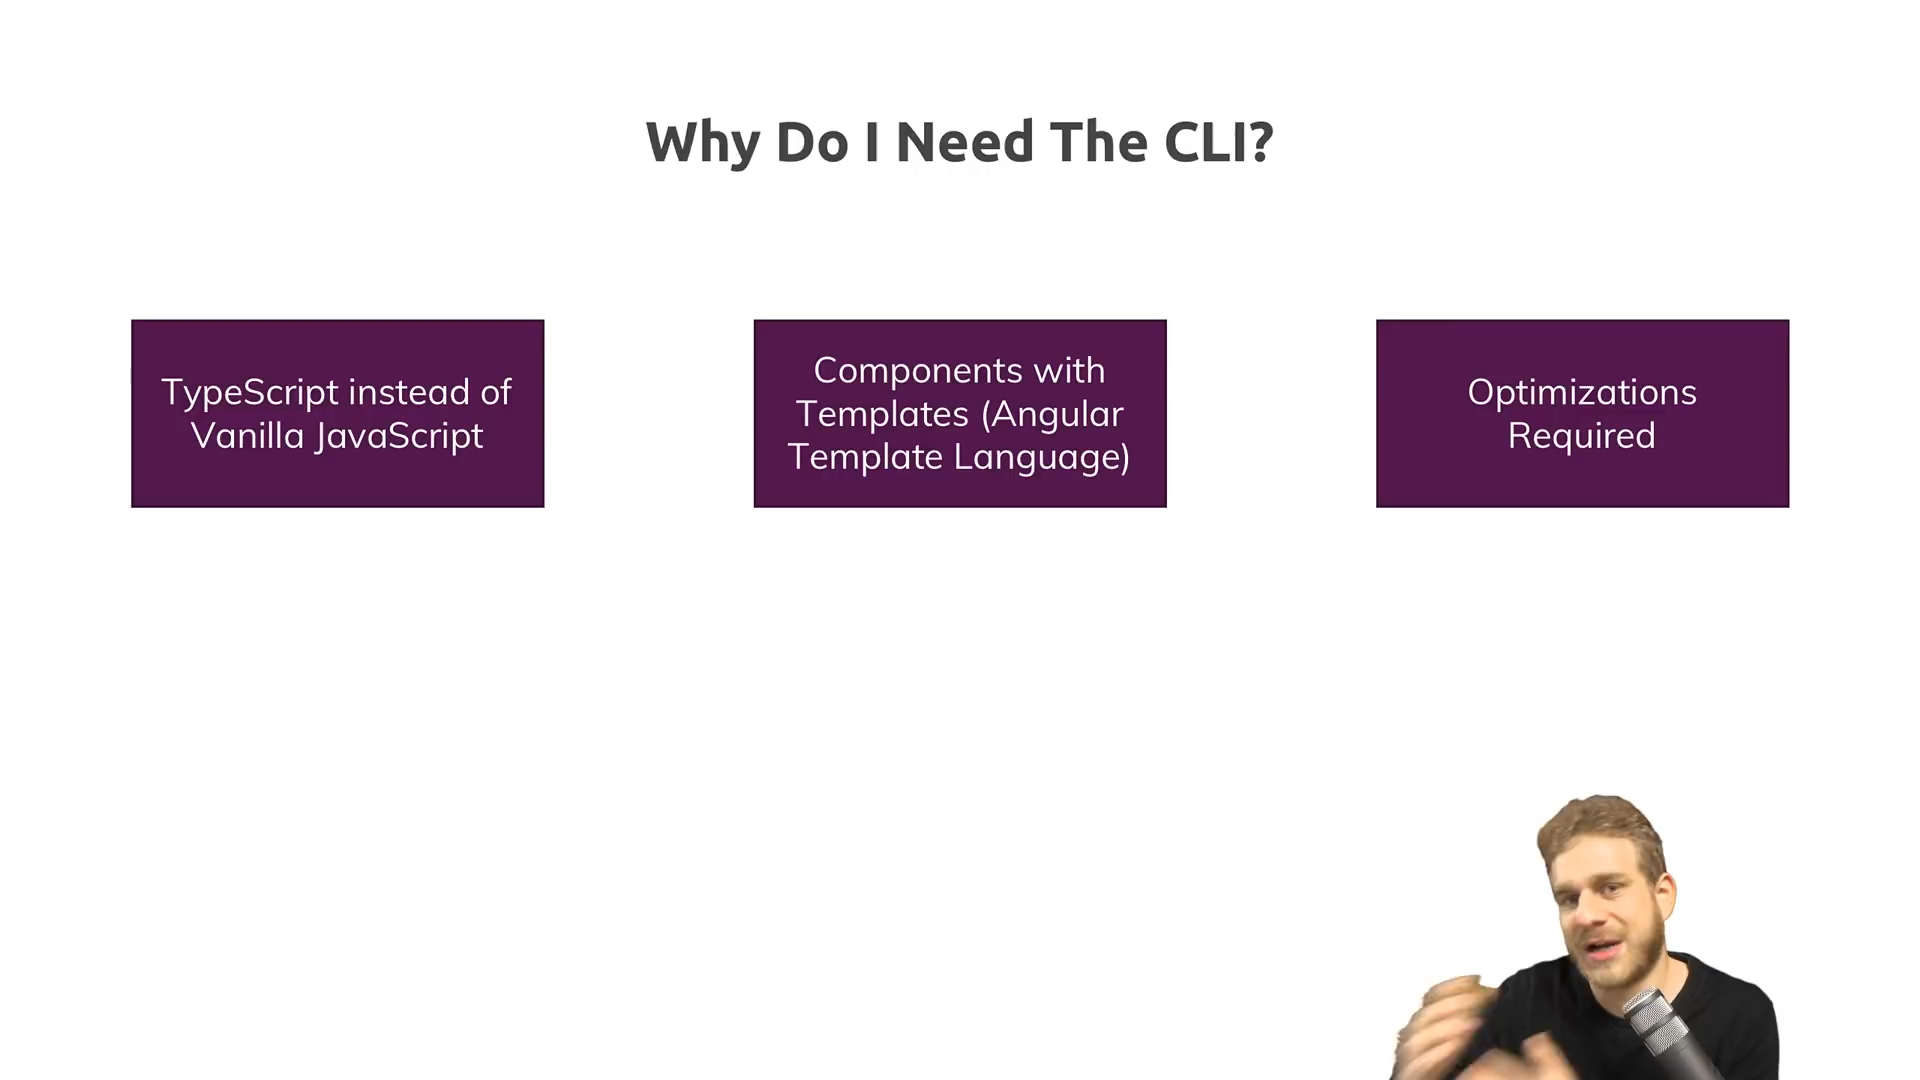 Why Do I Need The CLI?
TypeScript instead of
Vanilla JavaScript
Components with
Templates (Angular
Template Language)
Optimizations
Required